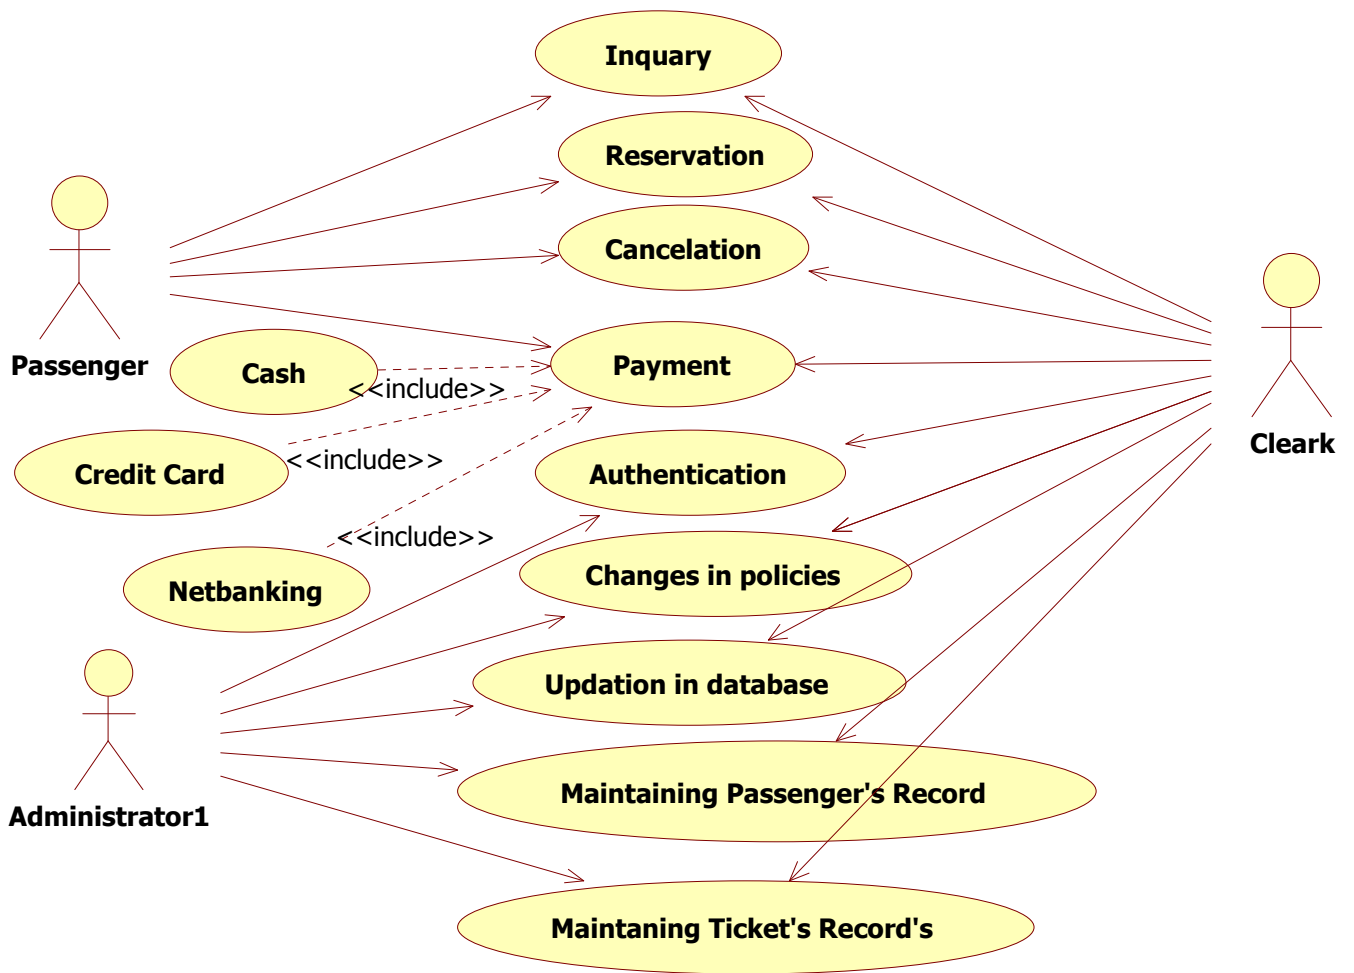 Inquary
Reservation
Cancelation
Passenger
Cash
<<include>>
Payment
Cleark
Credit Card
<<include>>
Authentication
<<include>>
Netbanking
Changes in policies
Updation in database
Administrator1
Maintaining Passenger's Record
Maintaning Ticket's Record's